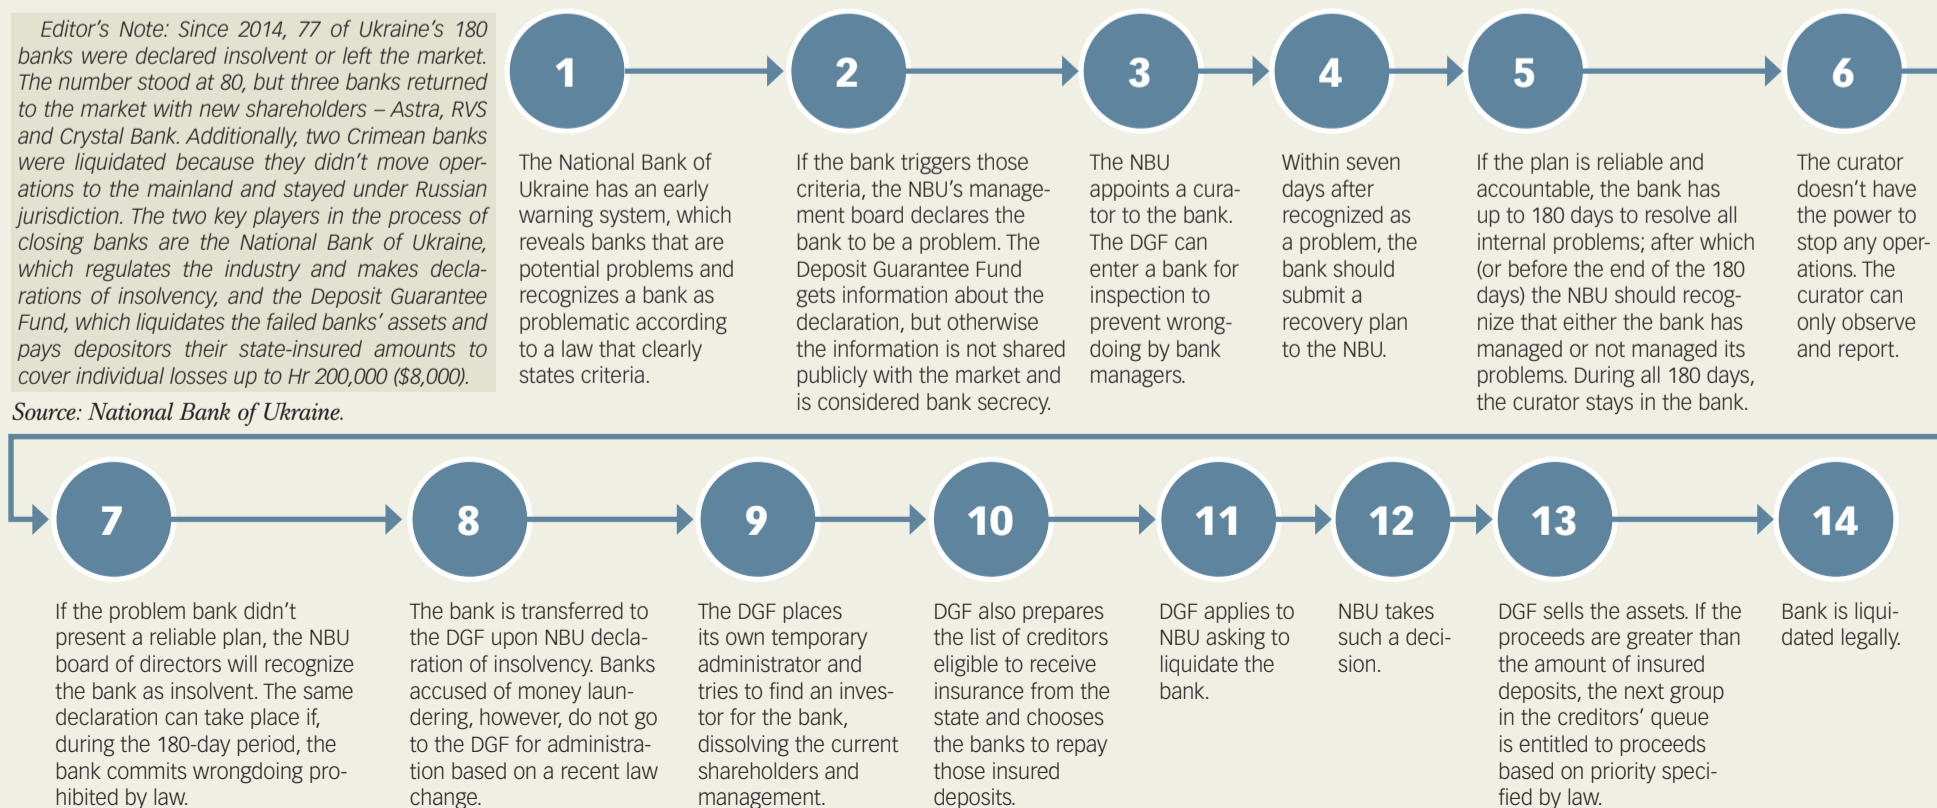 Editor's Note: Since 2014, 77 of Ukraine's 180
banks were declared insolvent or left the market.
The number stood at 80, but three banks returned
to the market with new shareholders – Astra, RVS
and Crystal Bank. Additionally, two Crimean banks
were liquidated because they didn't move oper-
ations to the mainland and stayed under Russian
jurisdiction. The two key players in the process of
closing banks are the National Bank of Ukraine,
which regulates the industry and makes decla-
rations of insolvency, and the Deposit Guarantee
Fund, which liquidates the failed banks' assets and
pays depositors their state-insured amounts to
cover individual losses up to Hr 200,000 ($8,000).
Source: National Bank of Ukraine.
1
The National Bank of
Ukraine has an early
warning system, which
reveals banks that are
potential problems and
recognizes a bank as
problematic according
to a law that clearly
states criteria.
2
If the bank triggers those
criteria, the NBU's manage-
ment board declares the
bank to be a problem. The
Deposit Guarantee Fund
gets information about the
declaration, but otherwise
the information is not shared
publicly with the market and
is considered bank secrecy.
3
The NBU
appoints a cura-
tor to the bank.
The DGF can
enter a bank for
inspection to
prevent wrong-
doing by bank
managers.
4
Within seven
days after
recognized as
a problem, the
bank should
submit a
recovery plan
to the NBU.
5
If the plan is reliable and
accountable, the bank has
up to 180 days to resolve all
internal problems; after which
(or before the end of the 180
days) the NBU should recog-
nize that either the bank has
managed or not managed its
problems. During all 180 days,
the curator stays in the bank.
6
The curator
doesn't have
the power to
stop any oper-
ations. The
curator can
only observe
and report.
7
If the problem bank didn't
present a reliable plan, the NBU
board of directors will recognize
the bank as insolvent. The same
declaration can take place if,
during the 180-day period, the
bank commits wrongdoing pro-
hibited by law.
8
The bank is transferred to
the DGF upon NBU decla-
ration of insolvency. Banks
accused of money laun-
dering, however, do not go
to the DGF for administra-
tion based on a recent law
change.
9
The DGF places
its own temporary
administrator and
tries to find an inves-
tor for the bank,
dissolving the current
shareholders and
management.
10
DGF also prepares
the list of creditors
eligible to receive
insurance from the
state and chooses
the banks to repay
those insured
deposits.
11
DGF applies to
NBU asking to
liquidate the
bank.
12
NBU takes
such a deci-
sion.
13
DGF sells the assets. If the
proceeds are greater than
the amount of insured
deposits, the next group
in the creditors' queue
is entitled to proceeds
based on priority speci-
fied by law.
14
Bank is liqui-
dated legally.